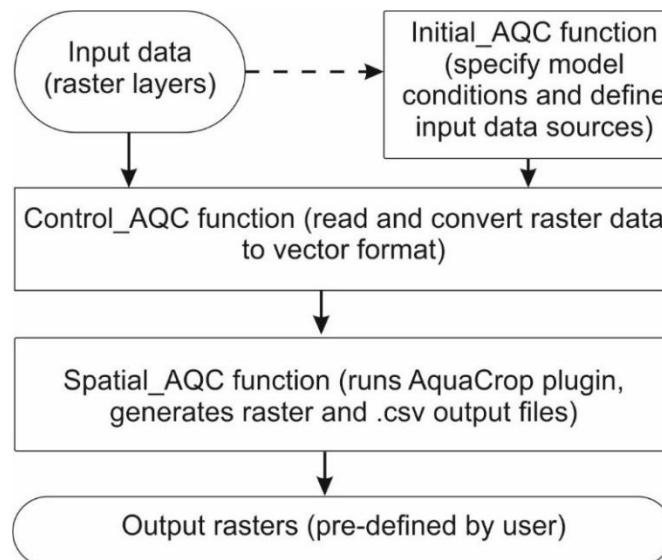 Input data
(raster layers)
Initial_AQC function
(specify model
conditions and define
input data sources)
Control_AQC function (read and convert raster data
to vector format)
Spatial_AQC function (runs AquaCrop plugin,
generates raster and .csv output files)
Output rasters (pre-defined by user)